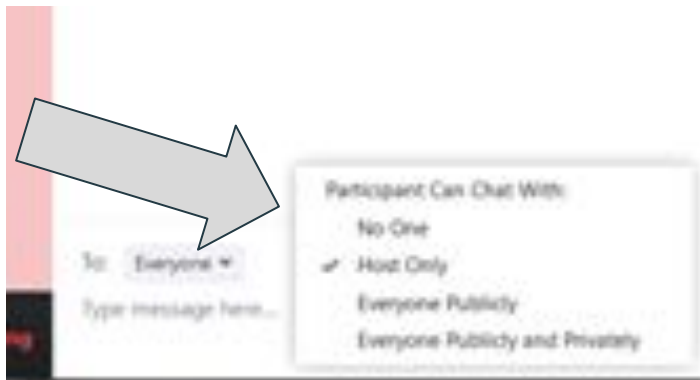 Participant Can Chat With:
No One
Host Only
Everyone Publicly
Everyone Publicly and Privately
To: Everyone
Type message here...